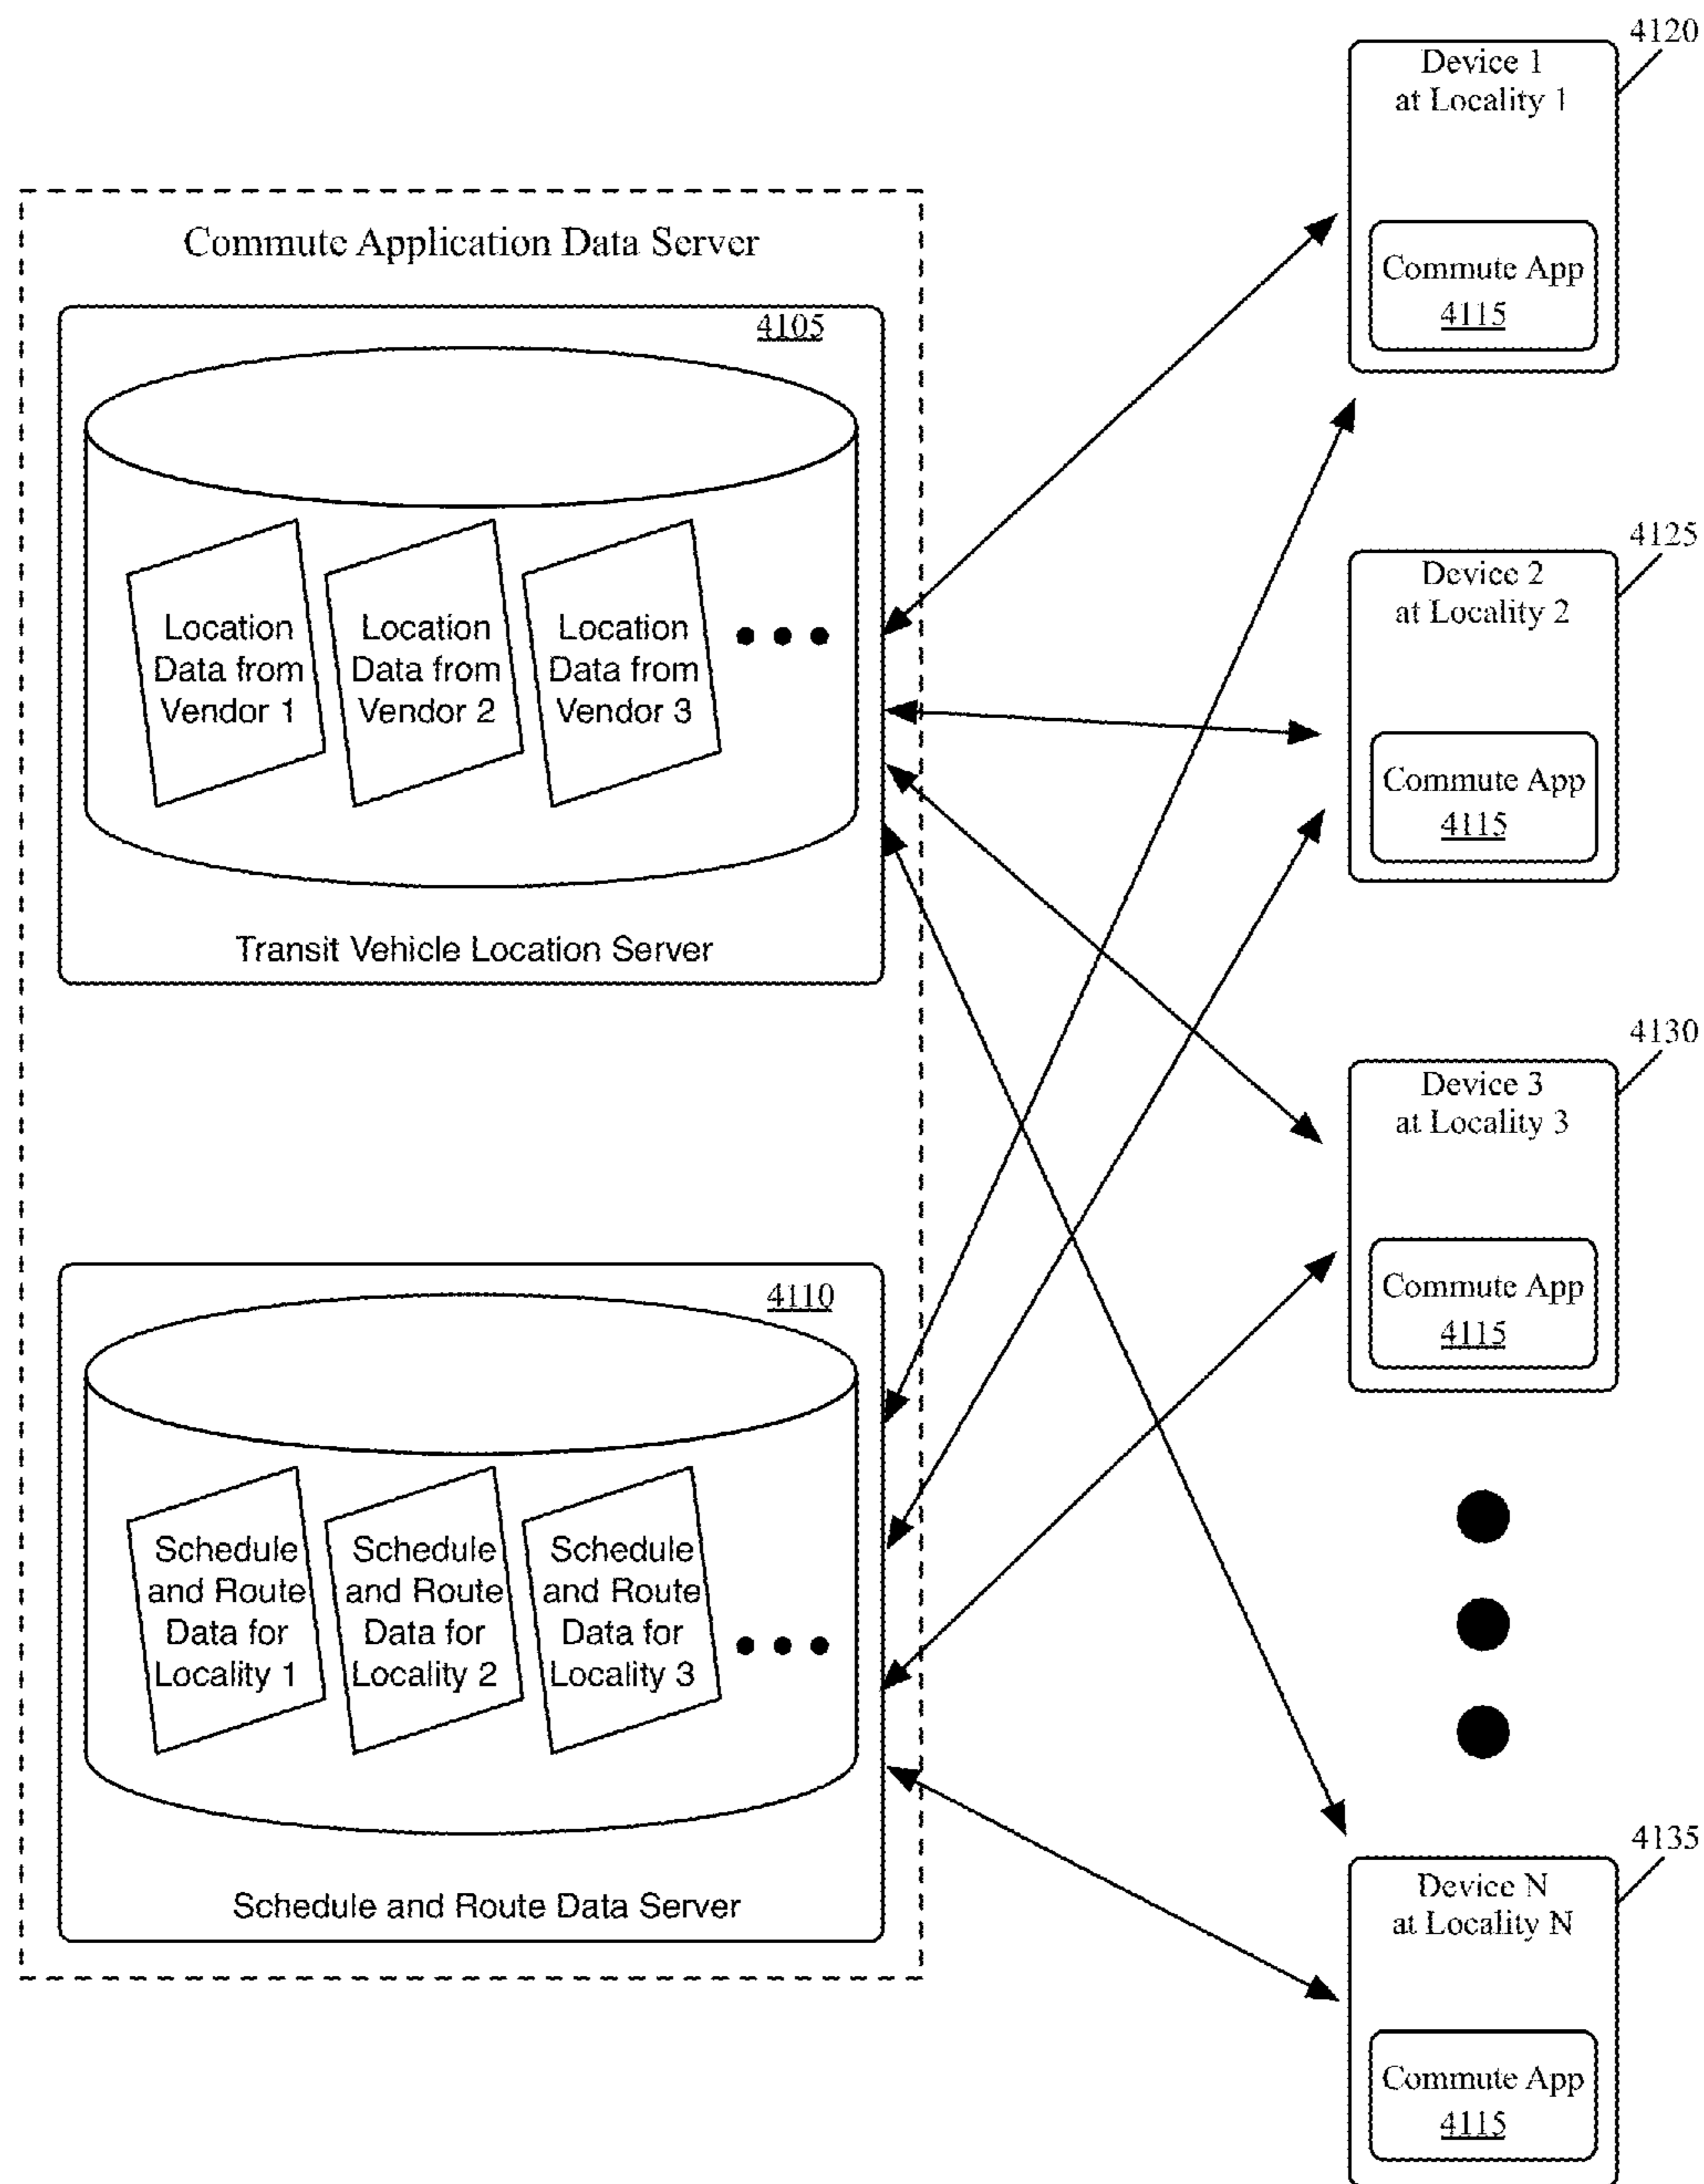 Commute Application Data Server
4105
Location
Data from
Vendor 1
Location
Data from
Vendor 2
Location
Data from
Vendor 3
Transit Vehicle Location Server
4110
Schedule
and Route
Data for
Locality 1
Schedule
and Route
Data for
Locality 2
Schedule
and Route
Data for
Locality 3
Schedule and Route Data Server
4120
Device 1
at Locality 1
Commute App
4115
4125
Device 2
at Locality 2
Commute App
4115
4130
Device 3
at Locality 3
Commute App
4115
4135
Device N
at Locality N
Commute App
4115